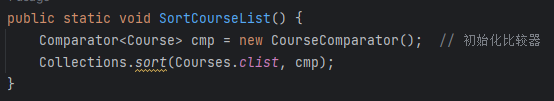 public static void SortCourseList() {
    Comparator<Course> cmp = new CourseComparator();  // 初始化比较器
    Collections.sort(Courses.clist, cmp);
}